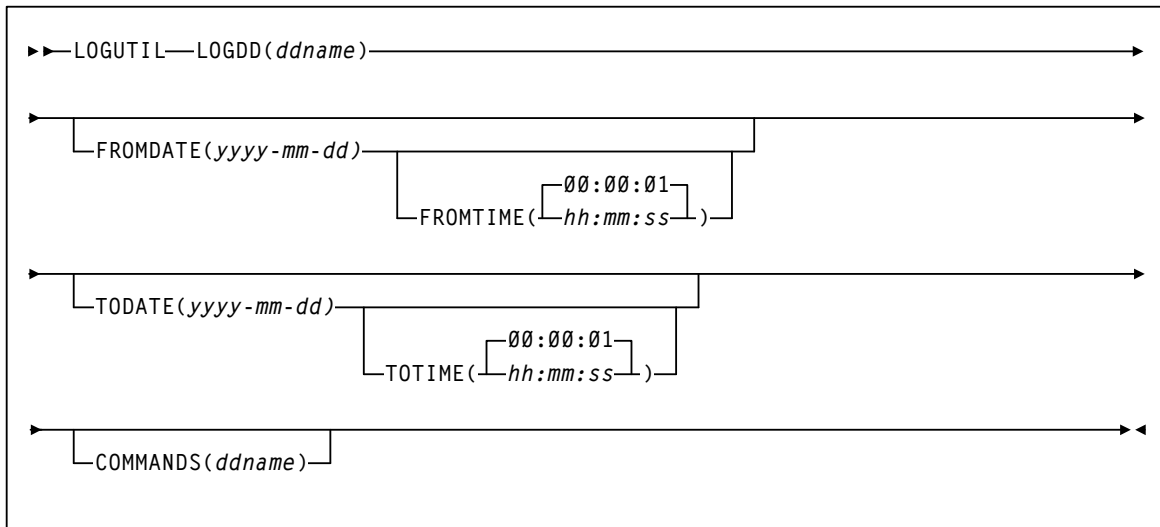 LOGUTIL LOGDD(ddname)
FROMDATE(yyyy-mm-dd)
00:00:01
FROMTIME( hh:mm:ss )
TODATE(yyyy-mm-dd)
00:00:01
TOTIME( hh:mm:ss )
COMMANDS(ddname)